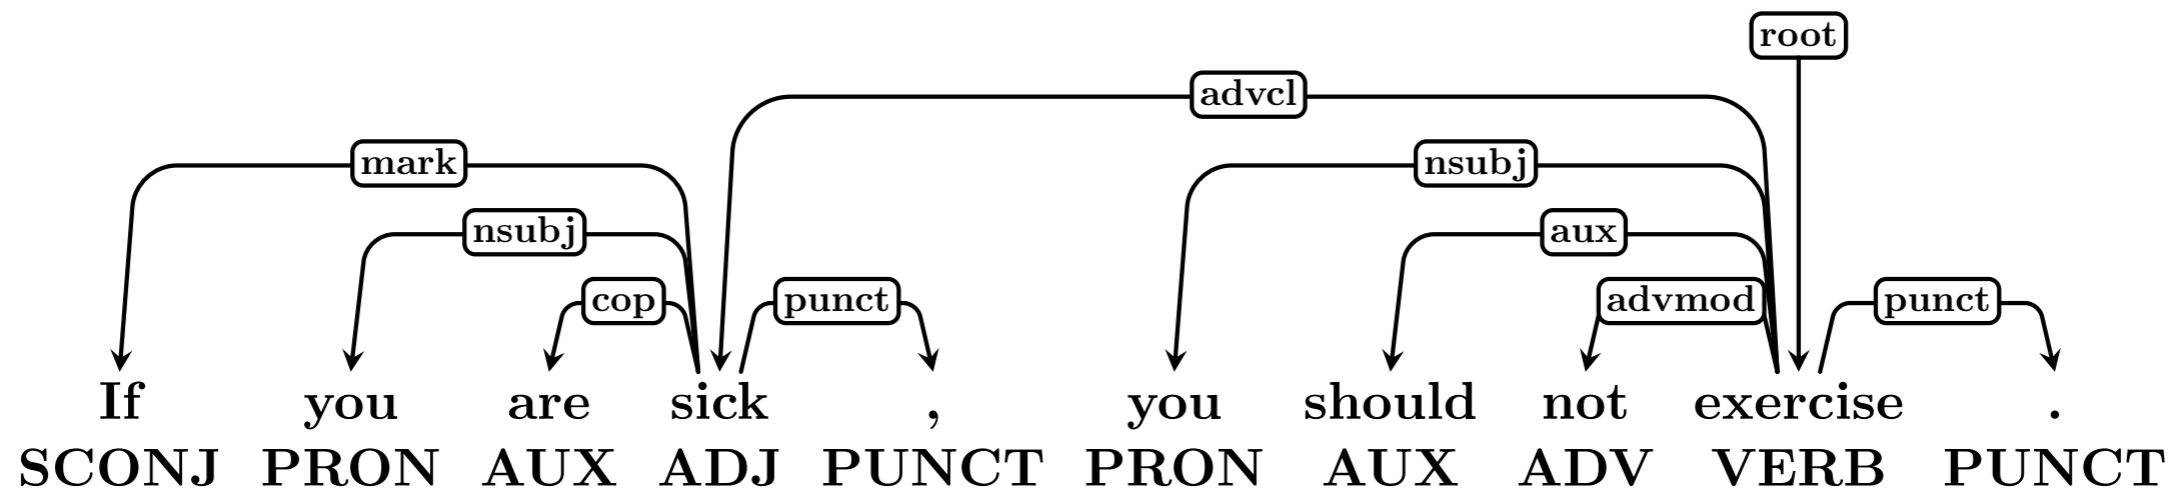 root
advcl
mark nsubj
nsubj aux
cop punct advmod punct
If you are sick , you should not exercise .
SCONJ PRON AUX ADJ PUNCT PRON AUX ADV VERB PUNCT